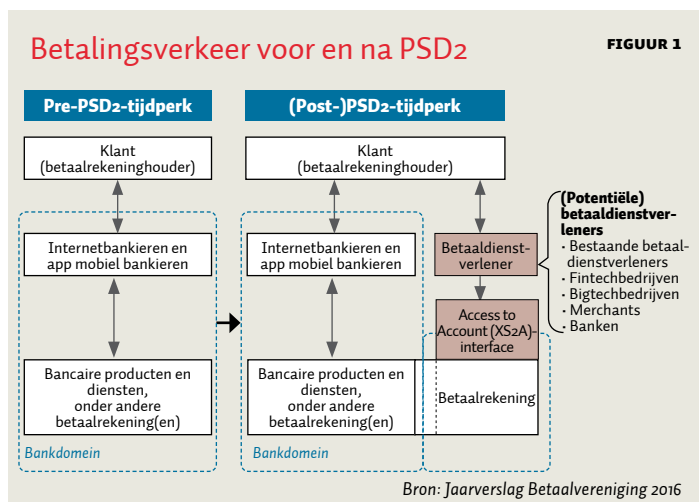 Betalingsverkeer voor en na PSD2
FIGUUR 1
Pre-PSD2-tijdperk
(Post-)PSD2-tijdperk
Klant
(betaalrekeninghouder)
Klant
(betaalrekeninghouder)
Internetbankieren en
app mobiel bankieren
Internetbankieren en
app mobiel bankieren
Betaaldienst-
verlener
(Potentiële)
betaaldienstver-
leners
· Bestaande betaal-
dienstverleners
· Fintechbedrijven
· Bigtechbedrijven
· Merchants
· Banken
Access to
Account (XS2A)-
interface
Bancaire producten en
diensten,
onder andere
betaalrekening(en)
Bancaire producten en
diensten,
onder andere
betaalrekening(en)
Betaalrekening
Bankdomein
Bankdomein
Bron: Jaarverslag Betaalvereniging 2016